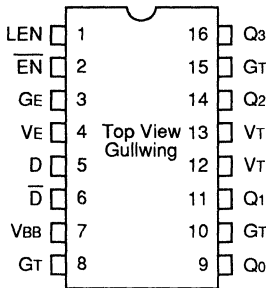 LEN 1 16 Q3
E̅N̅ 2 15 GT
GE 3 14 Q2
VE 4 Top View 13 VT
D 5 Gullwing 12 VT
D̅ 6 11 Q1
VBB 7 10 GT
GT 8 9 Q0